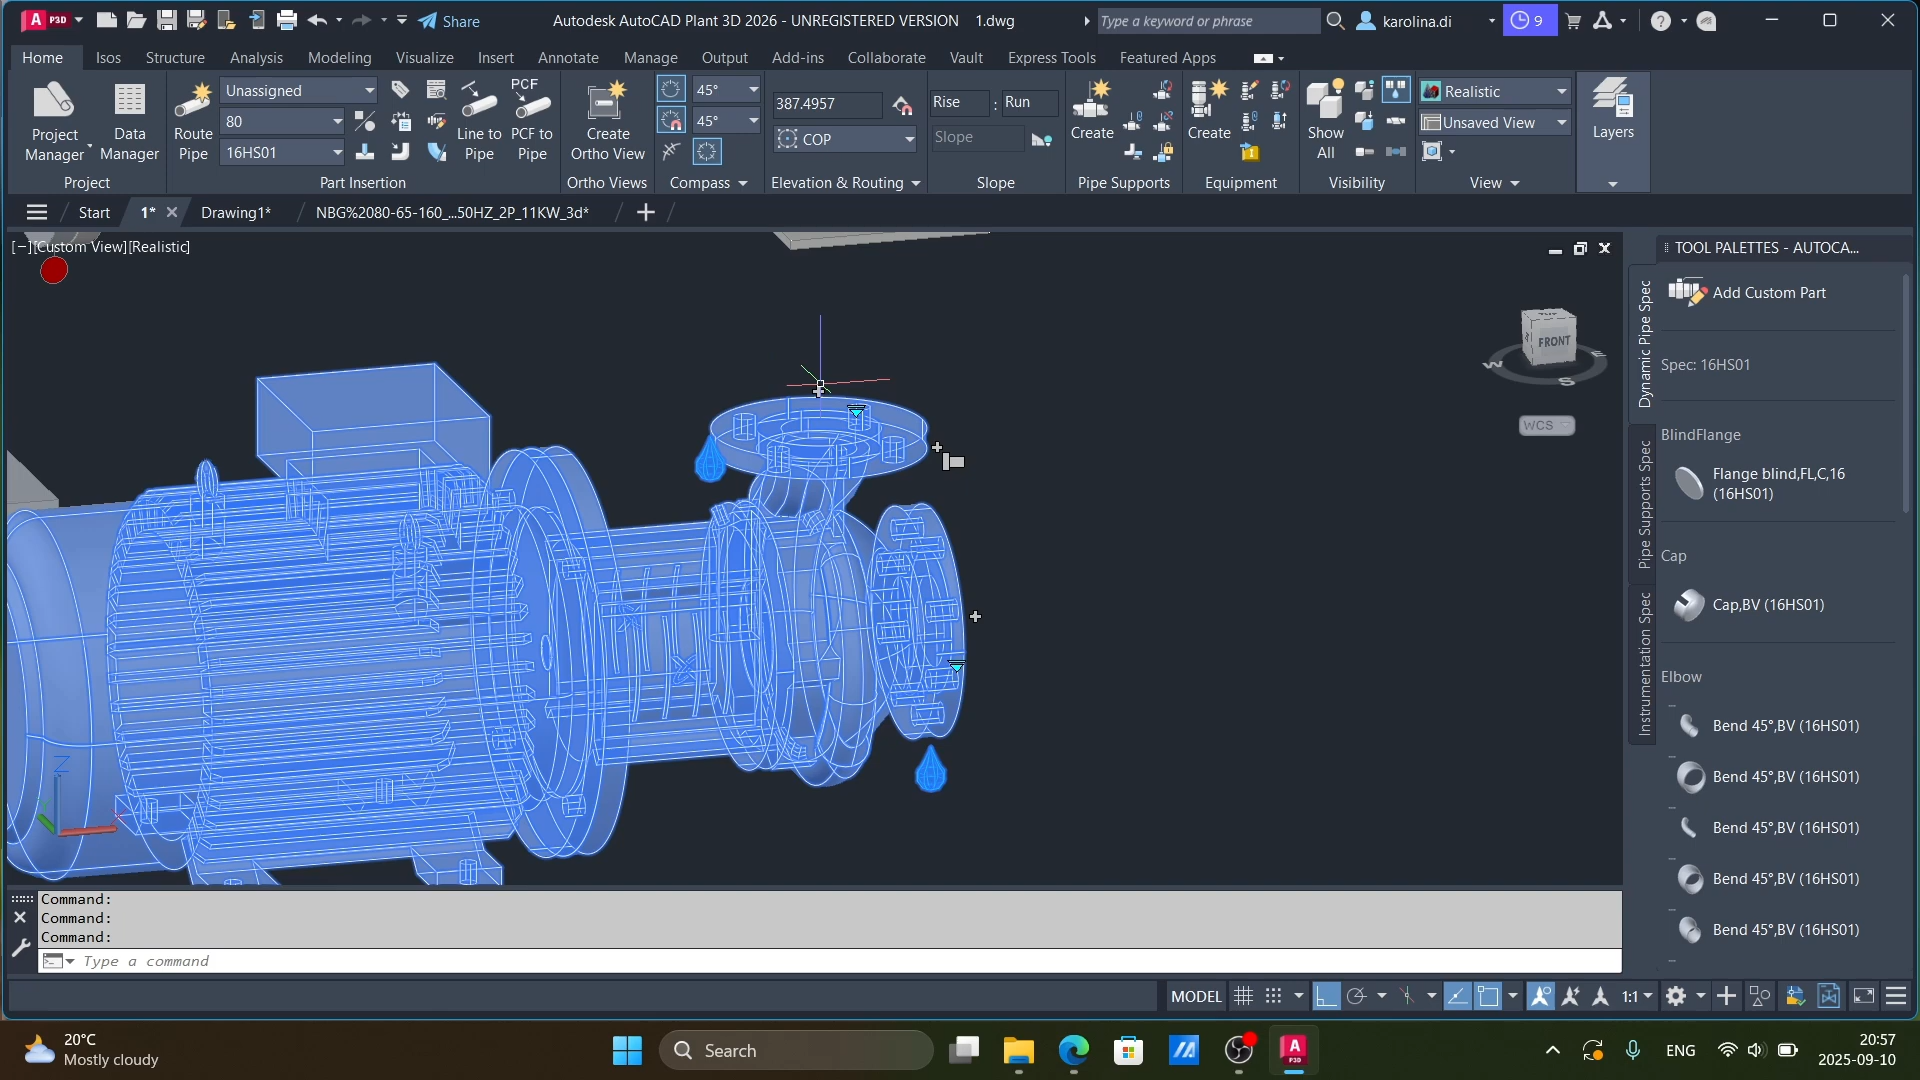 P3D
Share
Autodesk AutoCAD Plant 3D 2026 - UNREGISTERED VERSION 1.dwg
Type a keyword or phrase
karolina.di
9
Home Isos Structure Analysis Modeling Visualize Insert Annotate Manage Output Add-ins Collaborate Vault Express Tools Featured Apps
Project Manager
Data Manager
Project
Route Pipe
Unassigned
80
16HS01
Line to Pipe
PCF
PCF to Pipe
Part Insertion
Create Ortho View
Ortho Views
45°
45°
Compass
387.4957
COP
Elevation & Routing
Rise : Run
Slope
Slope
Create
Pipe Supports
Create
Equipment
Show All
Visibility
Realistic
Unsaved View
View
Layers
Start
1*
Drawing1*
NBG%2080-65-160_...50HZ_2P_11KW_3d*
[−][Custom View][Realistic]
TOP
FRONT
W
S
E
WCS
Z
X
TOOL PALETTES - AUTOCA...
Dynamic Pipe Spec
Pipe Supports Spec
Instrumentation Spec
Add Custom Part
Spec: 16HS01
BlindFlange
Flange blind,FL,C,16
(16HS01)
Cap
Cap,BV (16HS01)
Elbow
Bend 45°,BV (16HS01)
Bend 45°,BV (16HS01)
Bend 45°,BV (16HS01)
Bend 45°,BV (16HS01)
Bend 45°,BV (16HS01)
Command:
Command:
Command:
Type a command
MODEL
1:1
20°C
Mostly cloudy
Search
P3D
ENG
20:57
2025-09-10